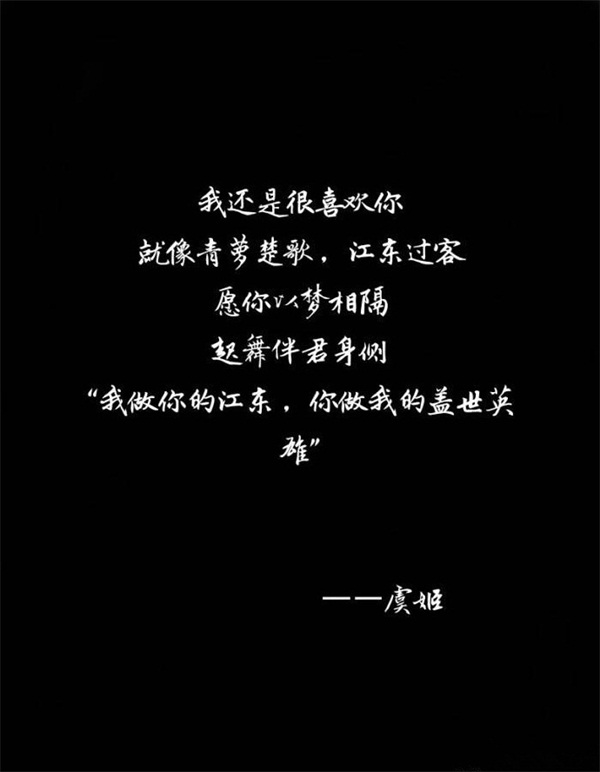 我还是很喜欢你
就像青萝楚歌，江东过客
愿你以梦相隔
起舞伴君身侧
“我做你的江东，你做我的盖世英
雄”
——虞姬